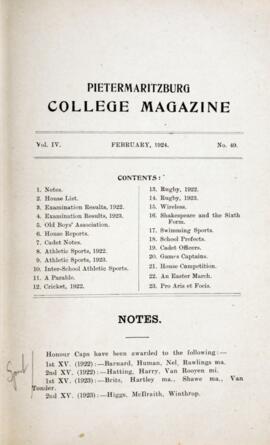 PIETERMARITZBURG
COLLEGE MAGAZINE
Vol. IV. FEBRUARY, 1924. No. 49.
CONTENTS:
1. Notes.
2. House List.
3. Examination Results, 1922.
4. Examination Results, 1923.
5. Old Boys' Association.
6. House Reports.
7. Cadet Notes.
8. Athletic Sports, 1922.
9. Athletic Sports, 1923.
10. Inter-School Athletic Sports.
11. A Parable.
12. Cricket, 1922.
13. Rugby, 1922.
14. Rugby, 1923.
15. Wireless.
16. Shakespeare and the Sixth
Form.
17. Swimming Sports.
18. School Prefects.
19. Cadet Officers.
20. Games Captains.
21. House Competition.
22. An Easter March.
23. Pro Aris et Focis.
NOTES.
Sport
Honour Caps have been awarded to the following:—
1st XV. (1922):—Barnard, Human, Nel, Rawlings ma.
2nd XV. (1922):—Hatting, Harry, Van Rooyen mi.
1st XV. (1923):—Brits, Hartley ma., Shawe ma., Van
Tonder.
2nd XV. (1923):—Higgs, McIlraith, Winthrop.